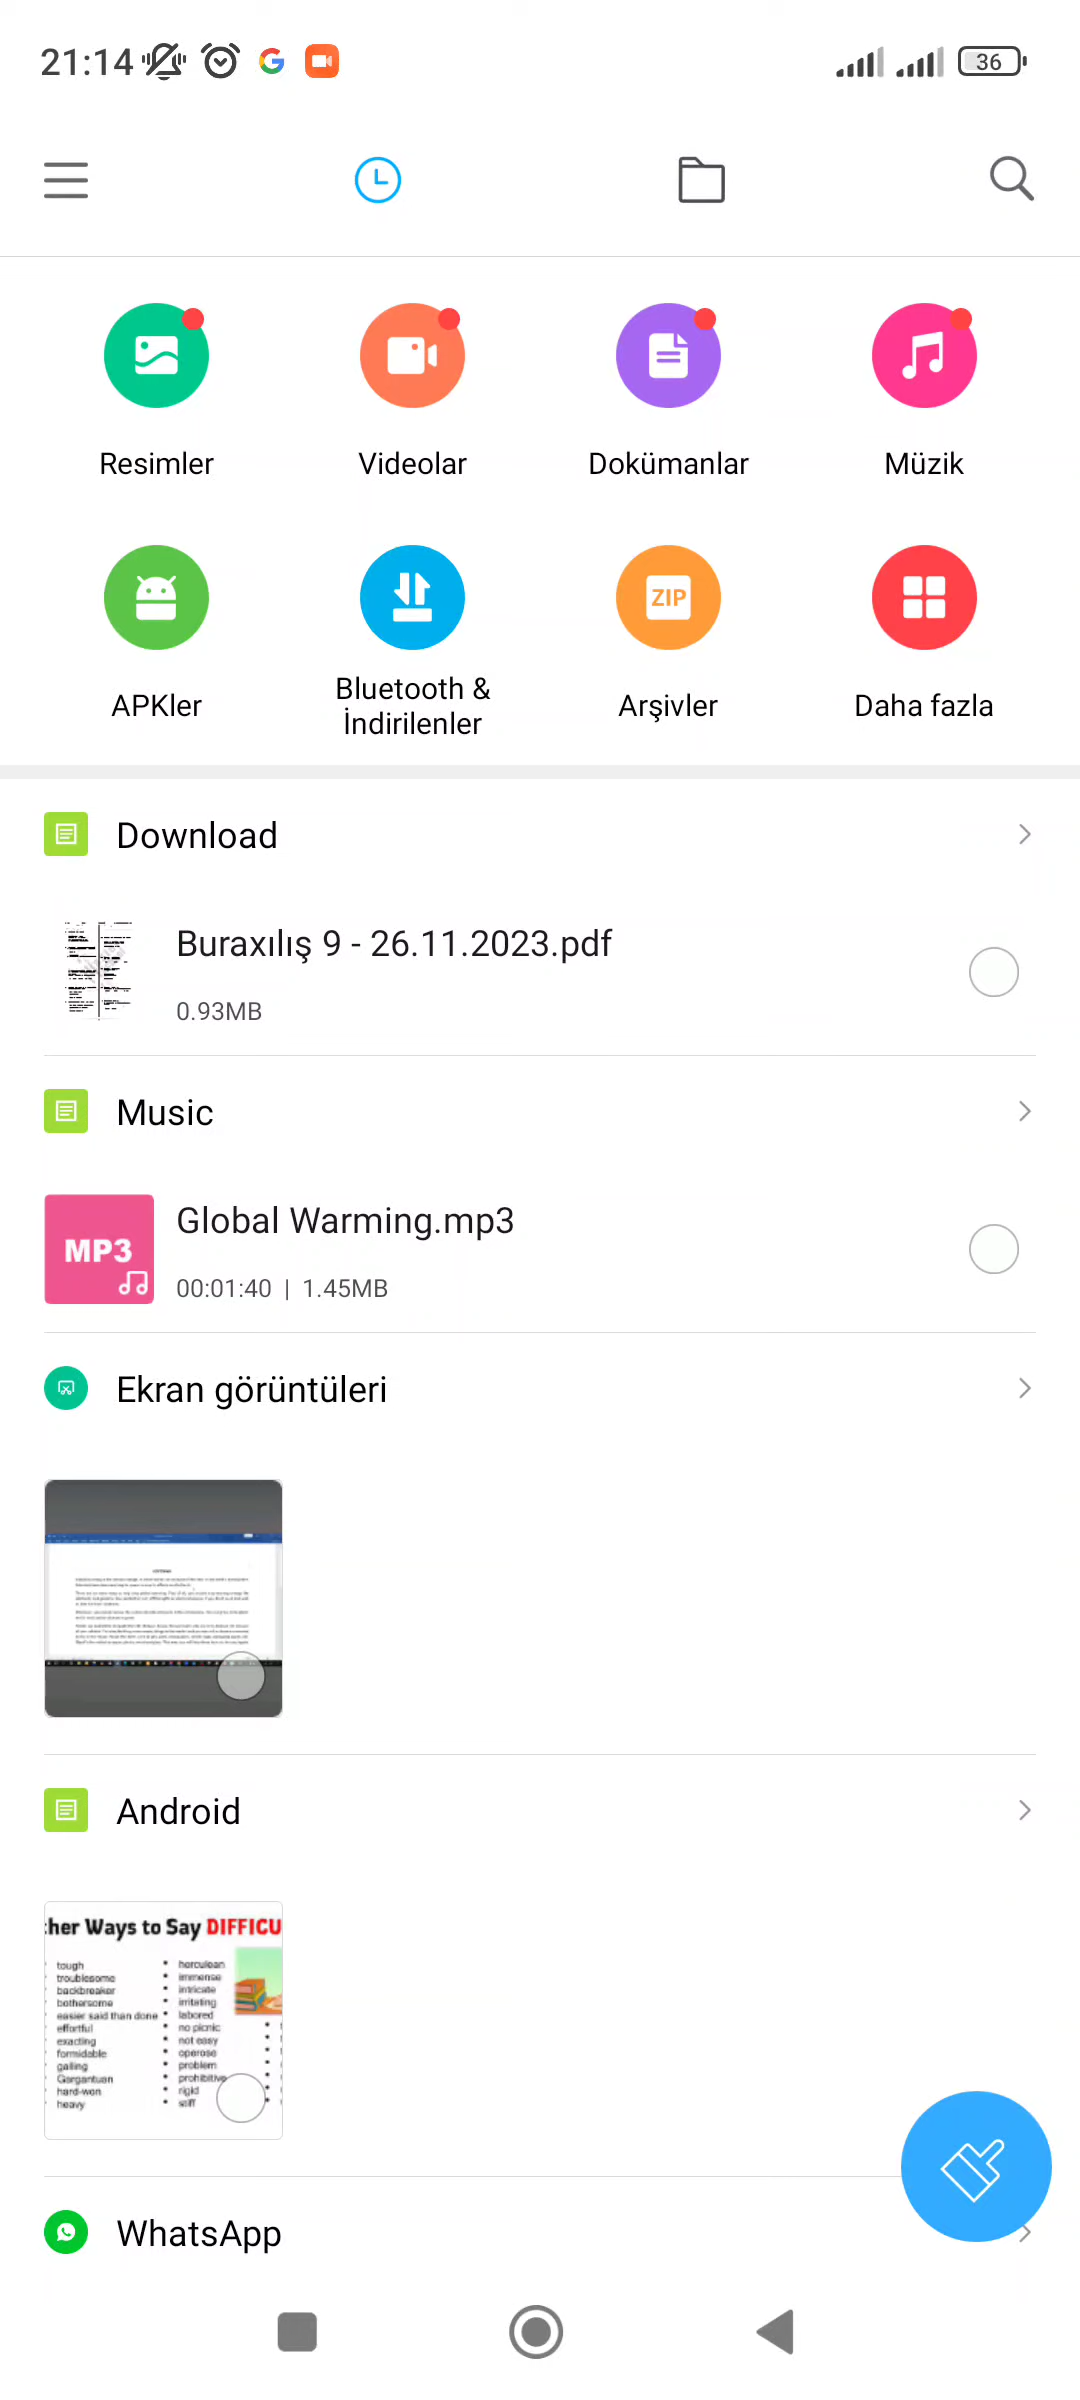 21:14
36
Resimler
Videolar
Dokümanlar
Müzik
ZIP
APKler
Bluetooth &
İndirilenler
Arşivler
Daha fazla
Download
Buraxılış 9 - 26.11.2023.pdf
0.93MB
Music
MP3
Global Warming.mp3
00:01:40 | 1.45MB
Ekran görüntüleri
Android
her Ways to Say DIFFICU
tough
troublesome
backbreaker
bothersome
easier said than done
effortful
exacting
formidable
galling
Gargantuan
hard-won
heavy
herculean
immense
intricate
irritating
labored
no picnic
not easy
operose
problem
prohibitive
rigid
stiff
WhatsApp